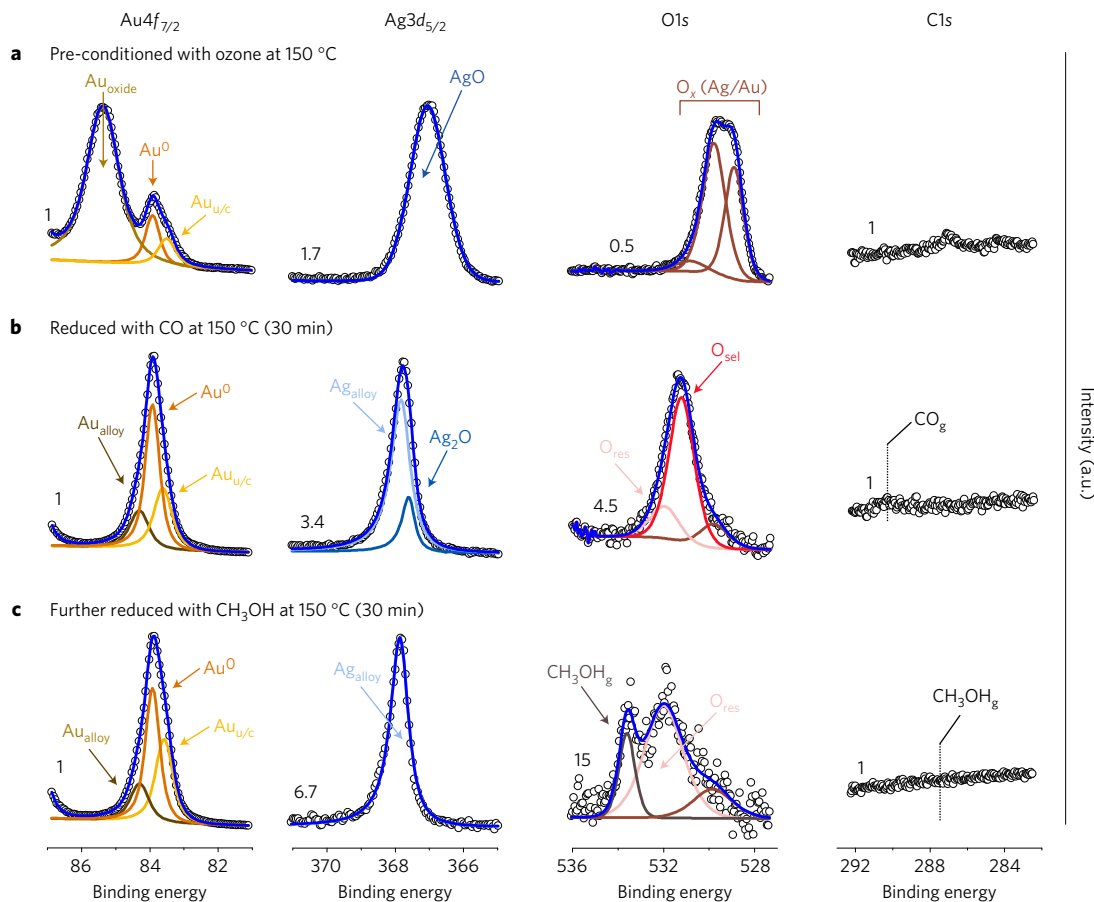 Au4f7/2 Ag3d5/2 O1s C1s
a Pre-conditioned with ozone at 150 °C
Auoxide
Au0
Auu/c
1
AgO
1.7
Ox (Ag/Au)
0.5
1
b Reduced with CO at 150 °C (30 min)
Au0
Aualloy
Auu/c
1
Agalloy
Ag2O
3.4
Osel
Ores
4.5
COg
1
c Further reduced with CH3OH at 150 °C (30 min)
Au0
Aualloy
Auu/c
1
Agalloy
6.7
CH3OHg
Ores
15
CH3OHg
1
86 84 82
370 368 366
536 532 528
292 288 284
Binding energy Binding energy Binding energy Binding energy
Intensity (a.u.)